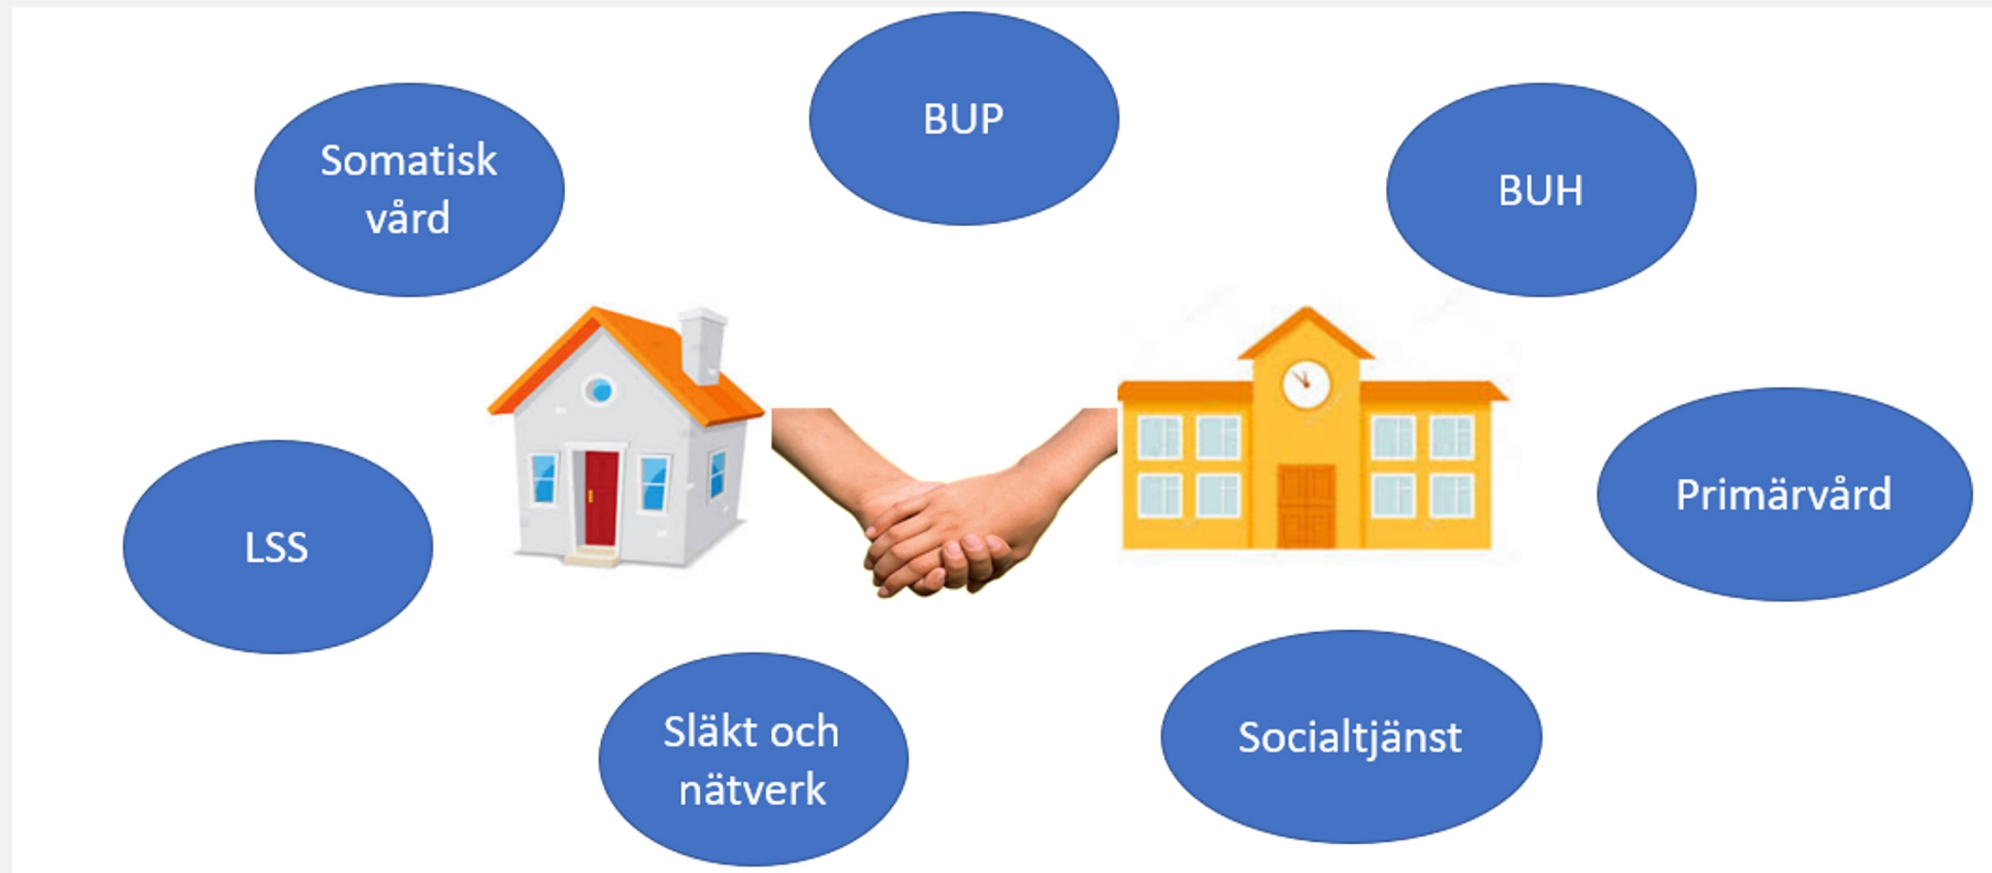 BUP
Somatisk
vård
BUH
Primärvård
LSS
Släkt och
nätverk
Socialtjänst